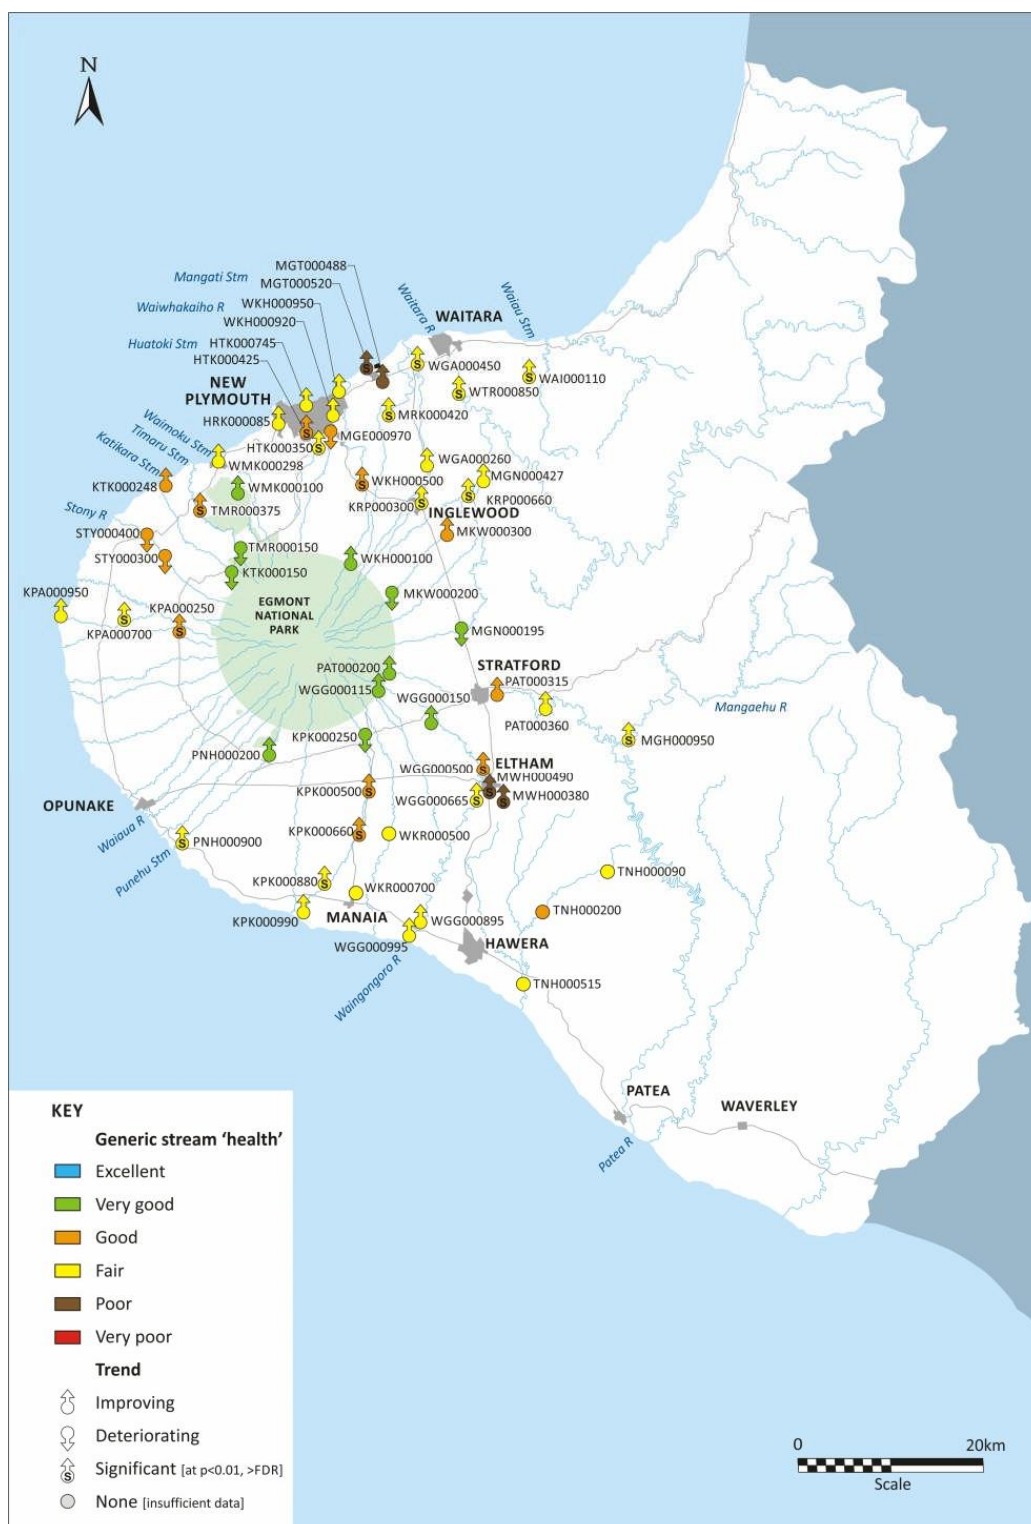 N
MGT000488
Mangati Stm
MGT000520
Waiwhakaiho R
WKH000950
WKH000920
Huatoki Stm
HTK000745
HTK000425
Waitara R
WAITARA
Waiau Stm
NEW
PLYMOUTH
WGA000450
WAI000110
WTR000850
HRK000085
MRK000420
MGE000970
HTK000350
Waimoku Stm
Timaru Stm
Katikara Stm
WMK000298
WGA000260
MGN000427
KTK000248
WMK000100
WKH000500
KRP000660
KRP000300
INGLEWOOD
TMR000375
Stony R
STY000400
MKW000300
STY000300
TMR000150
WKH000100
KTK000150
KPA000950
KPA000250
MKW000200
EGMONT
NATIONAL
PARK
KPA000700
MGN000195
PAT000200
STRATFORD
PAT000315
WGG000115
WGG000150
PAT000360
Mangaehu R
KPK000250
MGH000950
PNH000200
ELTHAM
WGG000500
MWH000490
KPK000500
WGG000665
MWH000380
OPUNAKE
Waiaua R
KPK000660
WKR000500
PNH000900
Punehu Stm
TNH000090
KPK000880
WKR000700
KPK000990
MANAIA
WGG000895
TNH000200
WGG000995
HAWERA
Waingongoro R
TNH000515
PATEA
WAVERLEY
Patea R
KEY
Generic stream ‘health’
Excellent
Very good
Good
Fair
Poor
Very poor
Trend
Improving
Deteriorating
S Significant [at p<0.01, >FDR]
None [insufficient data]
0 20km
Scale